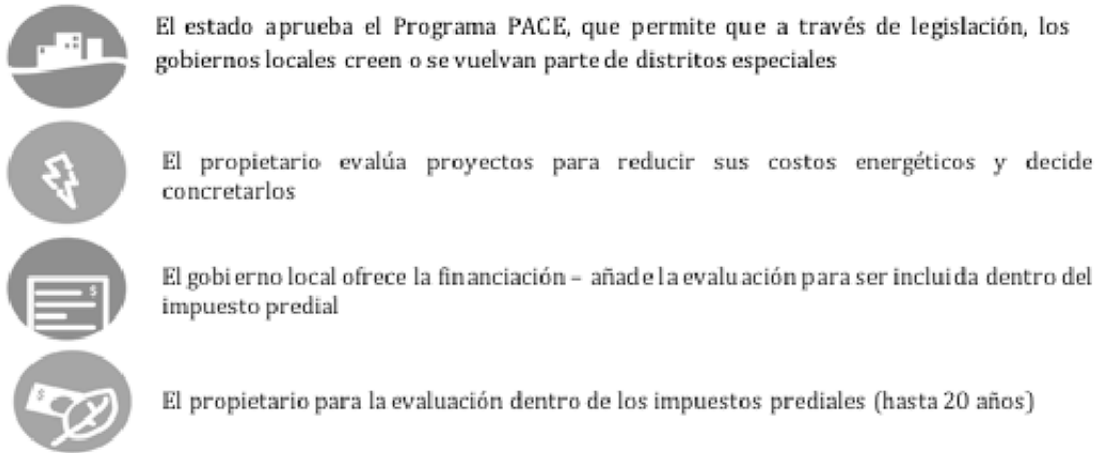 El estado aprueba el Programa PACE, que permite que a través de legislación, los
gobiernos locales creen o se vuelvan parte de distritos especiales
El propietario evalúa proyectos para reducir sus costos energéticos y decide
concretarlos
$
El gobierno local ofrece la financiación – añade la evaluación para ser incluida dentro del
impuesto predial
$
El propietario para la evaluación dentro de los impuestos prediales (hasta 20 años)